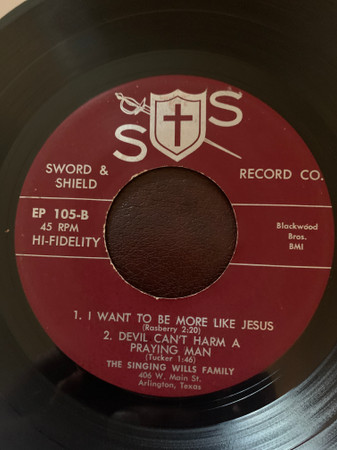 S S
SWORD &
SHIELD
RECORD CO.
EP 105-B
45 RPM
HI-FIDELITY
Blackwood
Bros.
BMI
1. I WANT TO BE MORE LIKE JESUS
(Rasberry 2:20)
2. DEVIL CAN'T HARM A
PRAYING MAN
(Tucker 1:46)
THE SINGING WILLS FAMILY
406 W. Main St.
Arlington, Texas